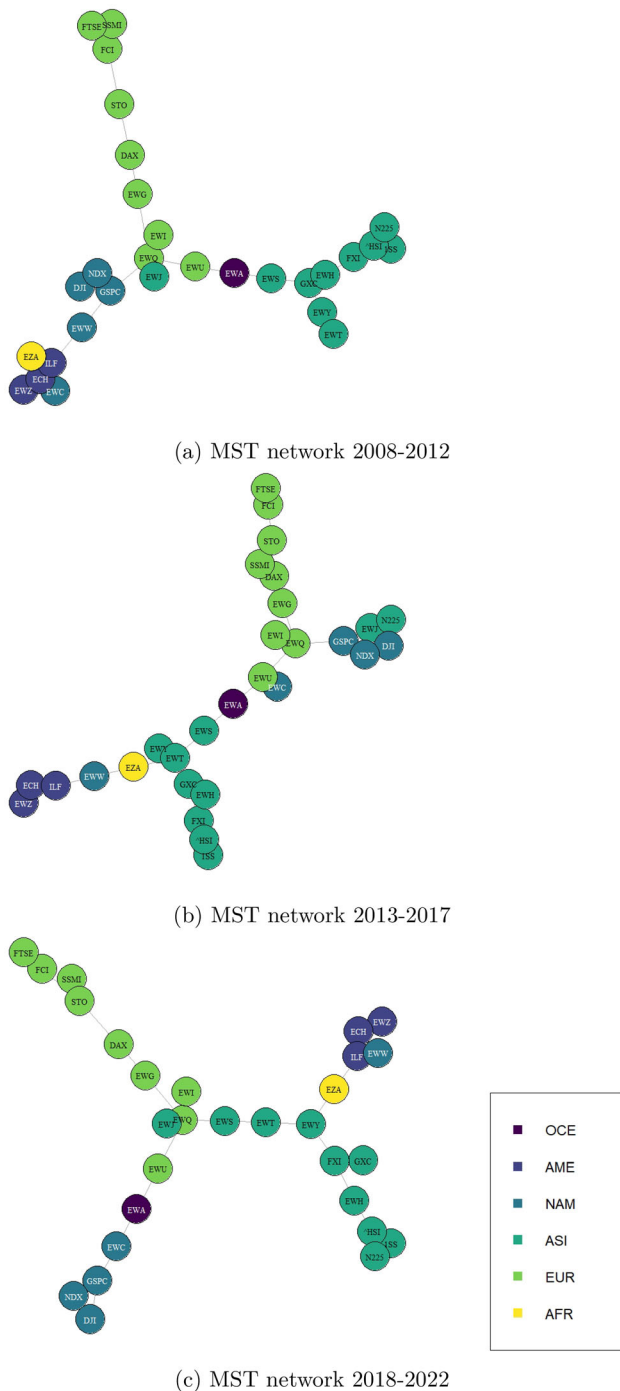 FTSE SSMI
FCI
STO
DAX
EWG
EWI
EWQ
EWJ EWU EWA EWS GXC EWH FXI ^HSI N225
NDX
DJI GSPC
EWW
EWY
EWT
EZA ILF
ECH
EWZ EWC
(a) MST network 2008-2012
FTSE
FCI
STO
SSMI
DAX
EWG
EWI EWQ GSPC EWJ N225
NDX DJI
EWU
EWC
EWA
EWS
EWY EWT
EZA
EWW
ILF
ECH
EWZ
GXC
EWH
FXI
^HSI
(b) MST network 2013-2017
FTSE
FCI
SSMI
STO
DAX
EWG
EWI
EWQ
EWJ EWS EWT EWY
EWU
EWA
EWC
GSPC
NDX
DJI
EWZ
ECH
ILF EWW
EZA
FXI GXC
EWH
^HSI
N225
OCE
AME
NAM
ASI
EUR
AFR
(c) MST network 2018-2022